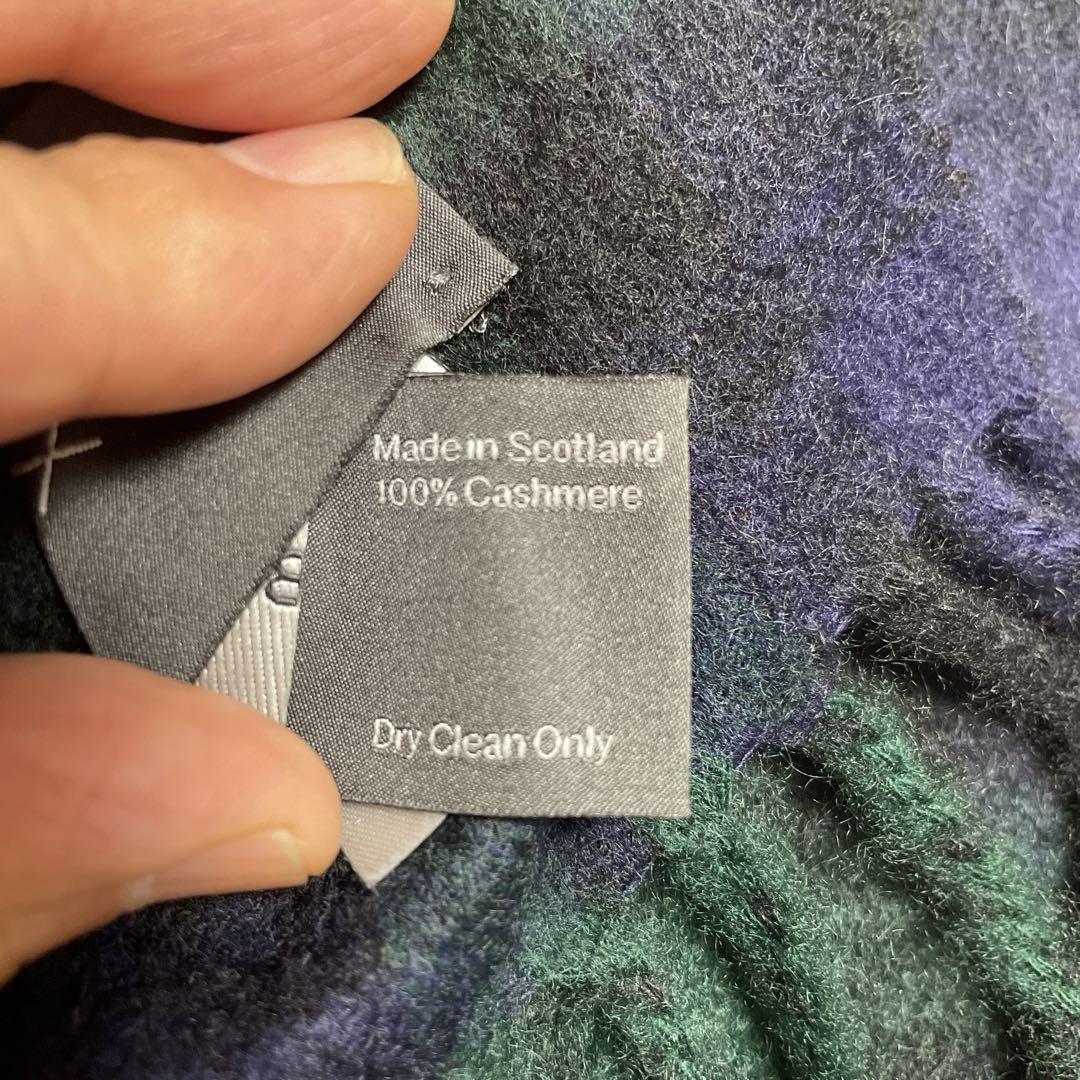 Made in Scotland
100% Cashmere
Dry Clean Only